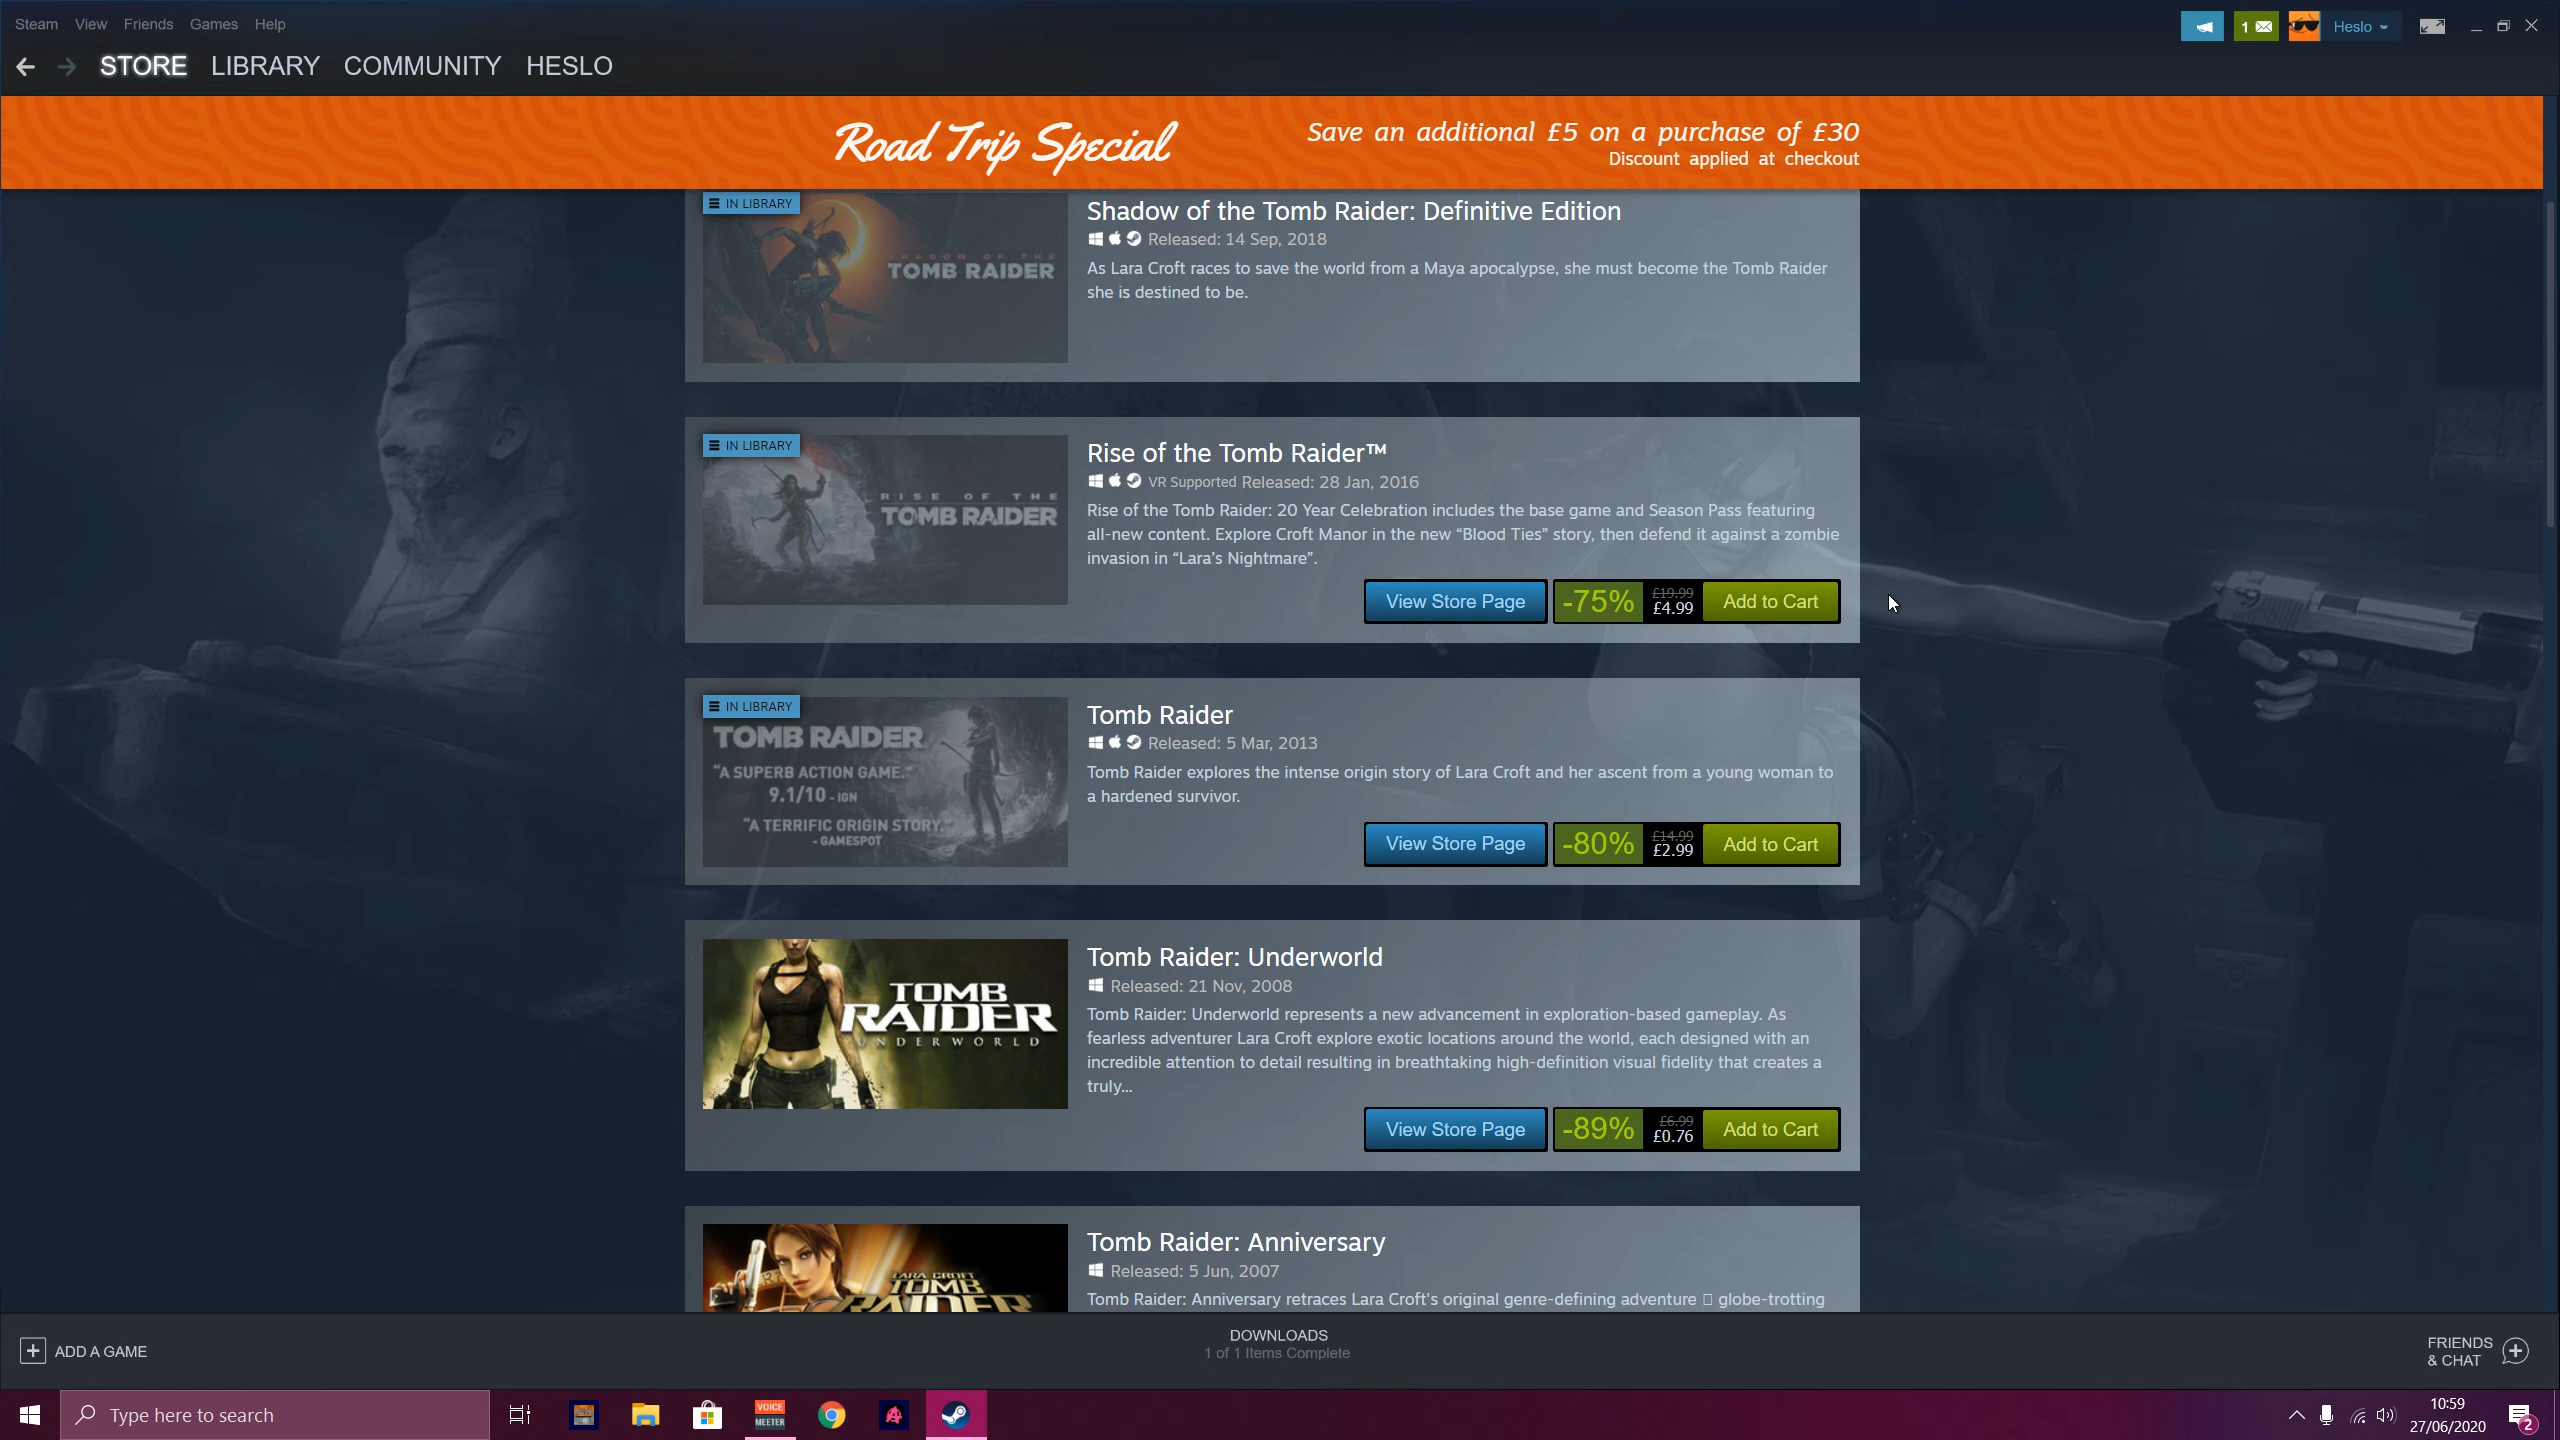 Steam View Friends Games Help
1
Heslo
STORE LIBRARY COMMUNITY HESLO
Road Trip Special
Save an additional £5 on a purchase of £30
Discount applied at checkout
IN LIBRARY
SHADOW OF THE
TOMB RAIDER
Shadow of the Tomb Raider: Definitive Edition
Released: 14 Sep, 2018
As Lara Croft races to save the world from a Maya apocalypse, she must become the Tomb Raider
she is destined to be.
IN LIBRARY
RISE OF THE
TOMB RAIDER
Rise of the Tomb Raider™
VR Supported Released: 28 Jan, 2016
Rise of the Tomb Raider: 20 Year Celebration includes the base game and Season Pass featuring
all-new content. Explore Croft Manor in the new “Blood Ties” story, then defend it against a zombie
invasion in “Lara’s Nightmare”.
View Store Page
-75%
£19.99
£4.99
Add to Cart
IN LIBRARY
TOMB RAIDER
“A SUPERB ACTION GAME.”
9.1/10 - IGN
“A TERRIFIC ORIGIN STORY.”
- GAMESPOT
Tomb Raider
Released: 5 Mar, 2013
Tomb Raider explores the intense origin story of Lara Croft and her ascent from a young woman to
a hardened survivor.
View Store Page
-80%
£14.99
£2.99
Add to Cart
TOMB
RAIDER
UNDERWORLD
Tomb Raider: Underworld
Released: 21 Nov, 2008
Tomb Raider: Underworld represents a new advancement in exploration-based gameplay. As
fearless adventurer Lara Croft explore exotic locations around the world, each designed with an
incredible attention to detail resulting in breathtaking high-definition visual fidelity that creates a
truly...
View Store Page
-89%
£6.99
£0.76
Add to Cart
LARA CROFT
TOMB
RAIDER
Tomb Raider: Anniversary
Released: 5 Jun, 2007
Tomb Raider: Anniversary retraces Lara Croft's original genre-defining adventure ▯ globe-trotting
ADD A GAME
DOWNLOADS
1 of 1 Items Complete
FRIENDS
& CHAT
Type here to search
VOICE
MEETER
10:59
27/06/2020
2